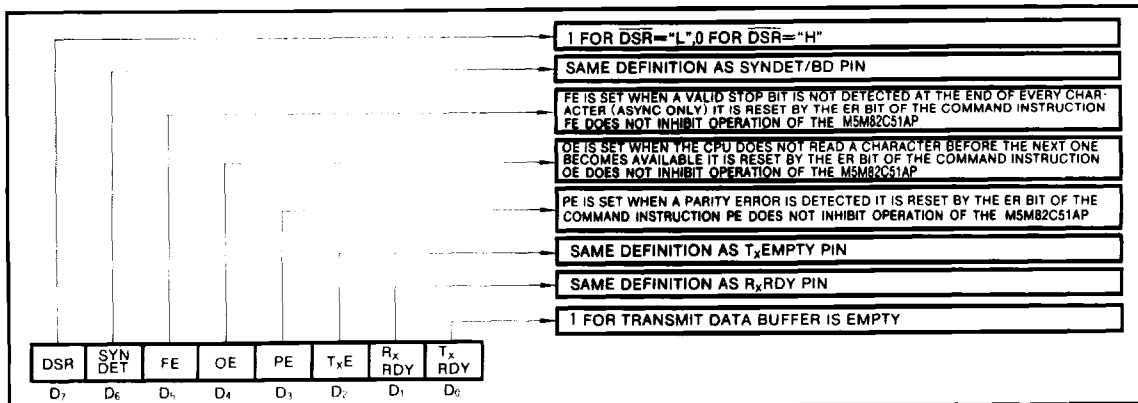 1 FOR DSR="L",0 FOR DSR="H"
SAME DEFINITION AS SYNDET/BD PIN
FE IS SET WHEN A VALID STOP BIT IS NOT DETECTED AT THE END OF EVERY CHAR-
ACTER (ASYNC ONLY) IT IS RESET BY THE ER BIT OF THE COMMAND INSTRUCTION
FE DOES NOT INHIBIT OPERATION OF THE M5M82C51AP
OE IS SET WHEN THE CPU DOES NOT READ A CHARACTER BEFORE THE NEXT ONE
BECOMES AVAILABLE IT IS RESET BY THE ER BIT OF THE COMMAND INSTRUCTION
OE DOES NOT INHIBIT OPERATION OF THE M5M82C51AP
PE IS SET WHEN A PARITY ERROR IS DETECTED IT IS RESET BY THE ER BIT OF THE
COMMAND INSTRUCTION PE DOES NOT INHIBIT OPERATION OF THE M5M82C51AP
SAME DEFINITION AS TxEMPTY PIN
SAME DEFINITION AS RxRDY PIN
1 FOR TRANSMIT DATA BUFFER IS EMPTY
DSR SYN DET FE OE PE TxE Rx RDY Tx RDY
D7 D6 D5 D4 D3 D2 D1 D0